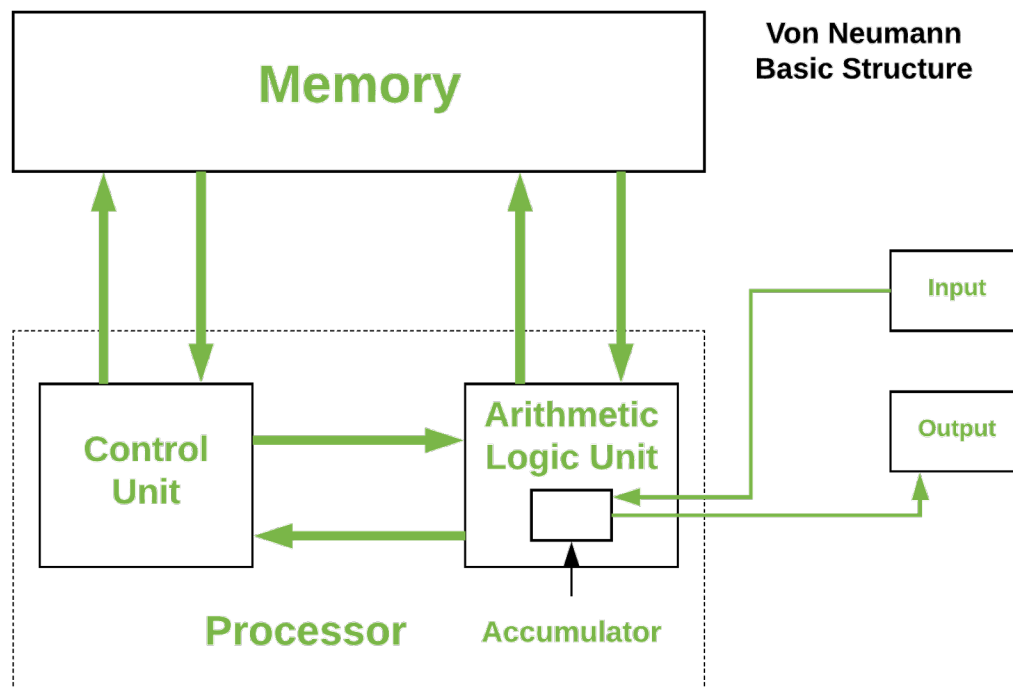 Von Neumann
Basic Structure
Memory
Input
Control
Unit
Arithmetic
Logic Unit
Output
Processor
Accumulator